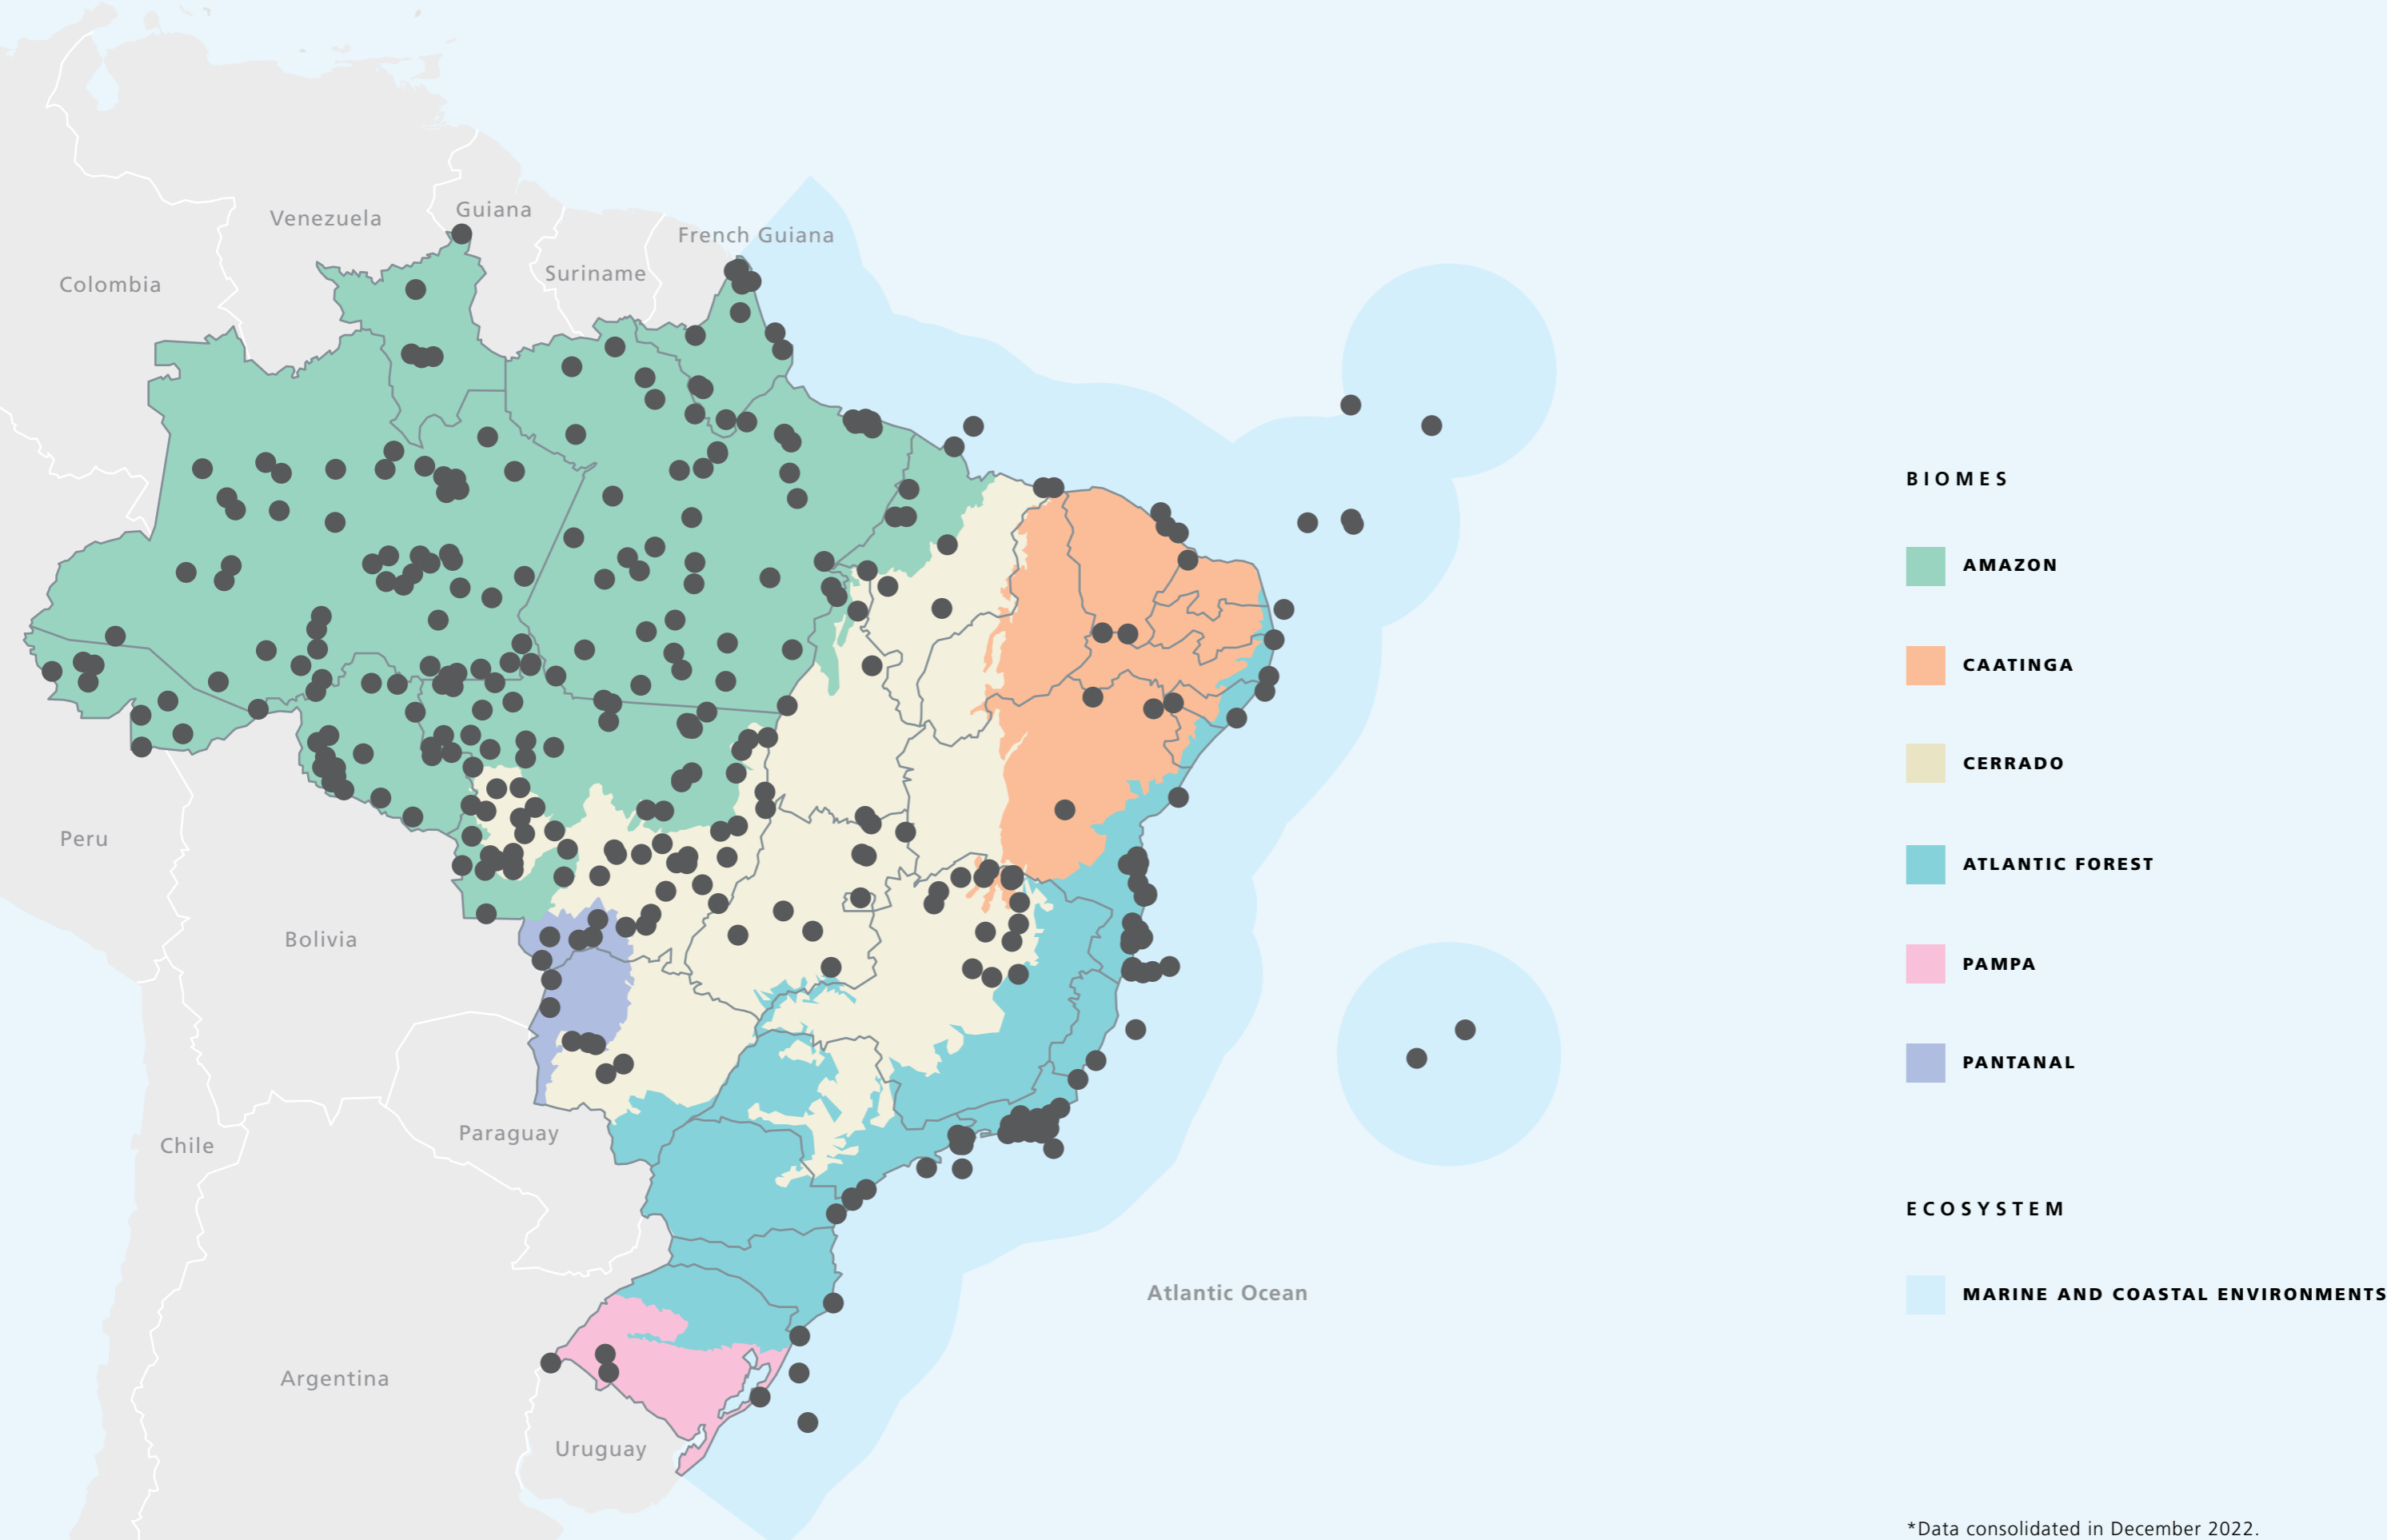 Venezuela
Guiana
French Guiana
Suriname
Colombia
Peru
Bolivia
Paraguay
Chile
Argentina
Uruguay
Atlantic Ocean
BIOMES
AMAZON
CAATINGA
CERRADO
ATLANTIC FOREST
PAMPA
PANTANAL
ECOSYSTEM
MARINE AND COASTAL ENVIRONMENTS
*Data consolidated in December 2022.